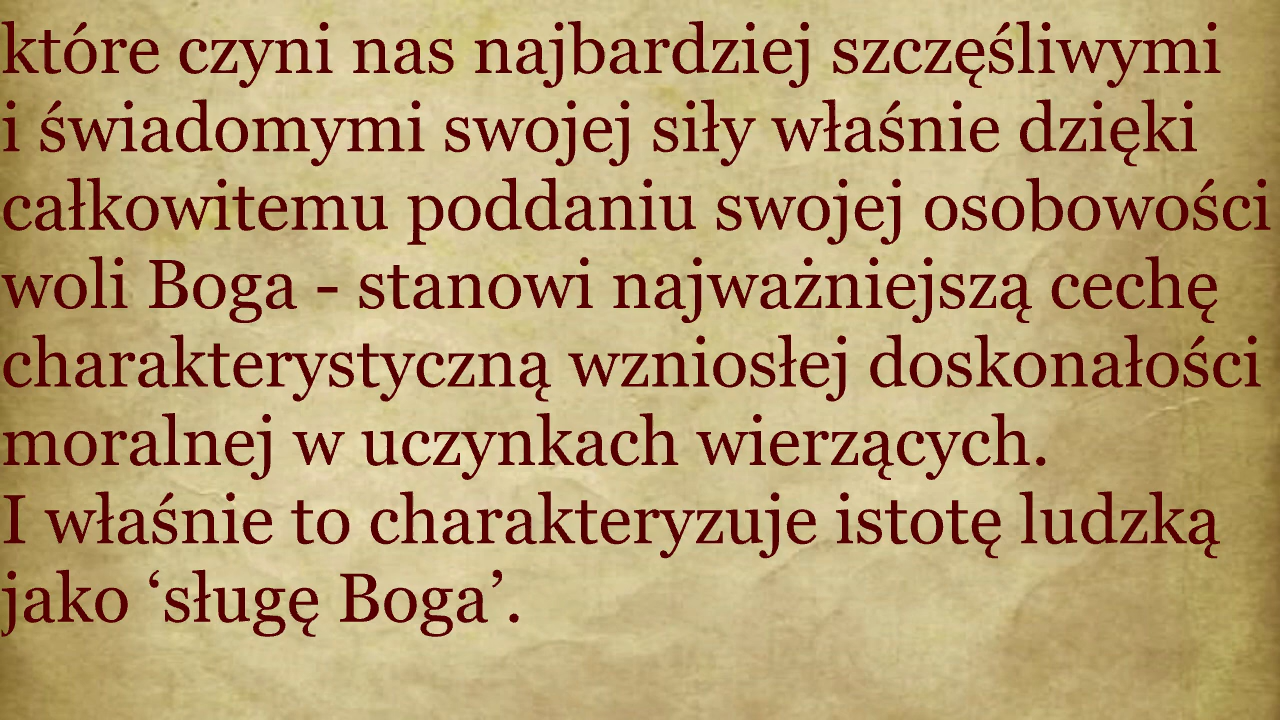 które czyni nas najbardziej szczęśliwymi
i świadomymi swojej siły właśnie dzięki
całkowitemu poddaniu swojej osobowości
woli Boga - stanowi najważniejszą cechę
charakterystyczną wzniosłej doskonałości
moralnej w uczynkach wierzących.
I właśnie to charakteryzuje istotę ludzką
jako ‘sługę Boga’.